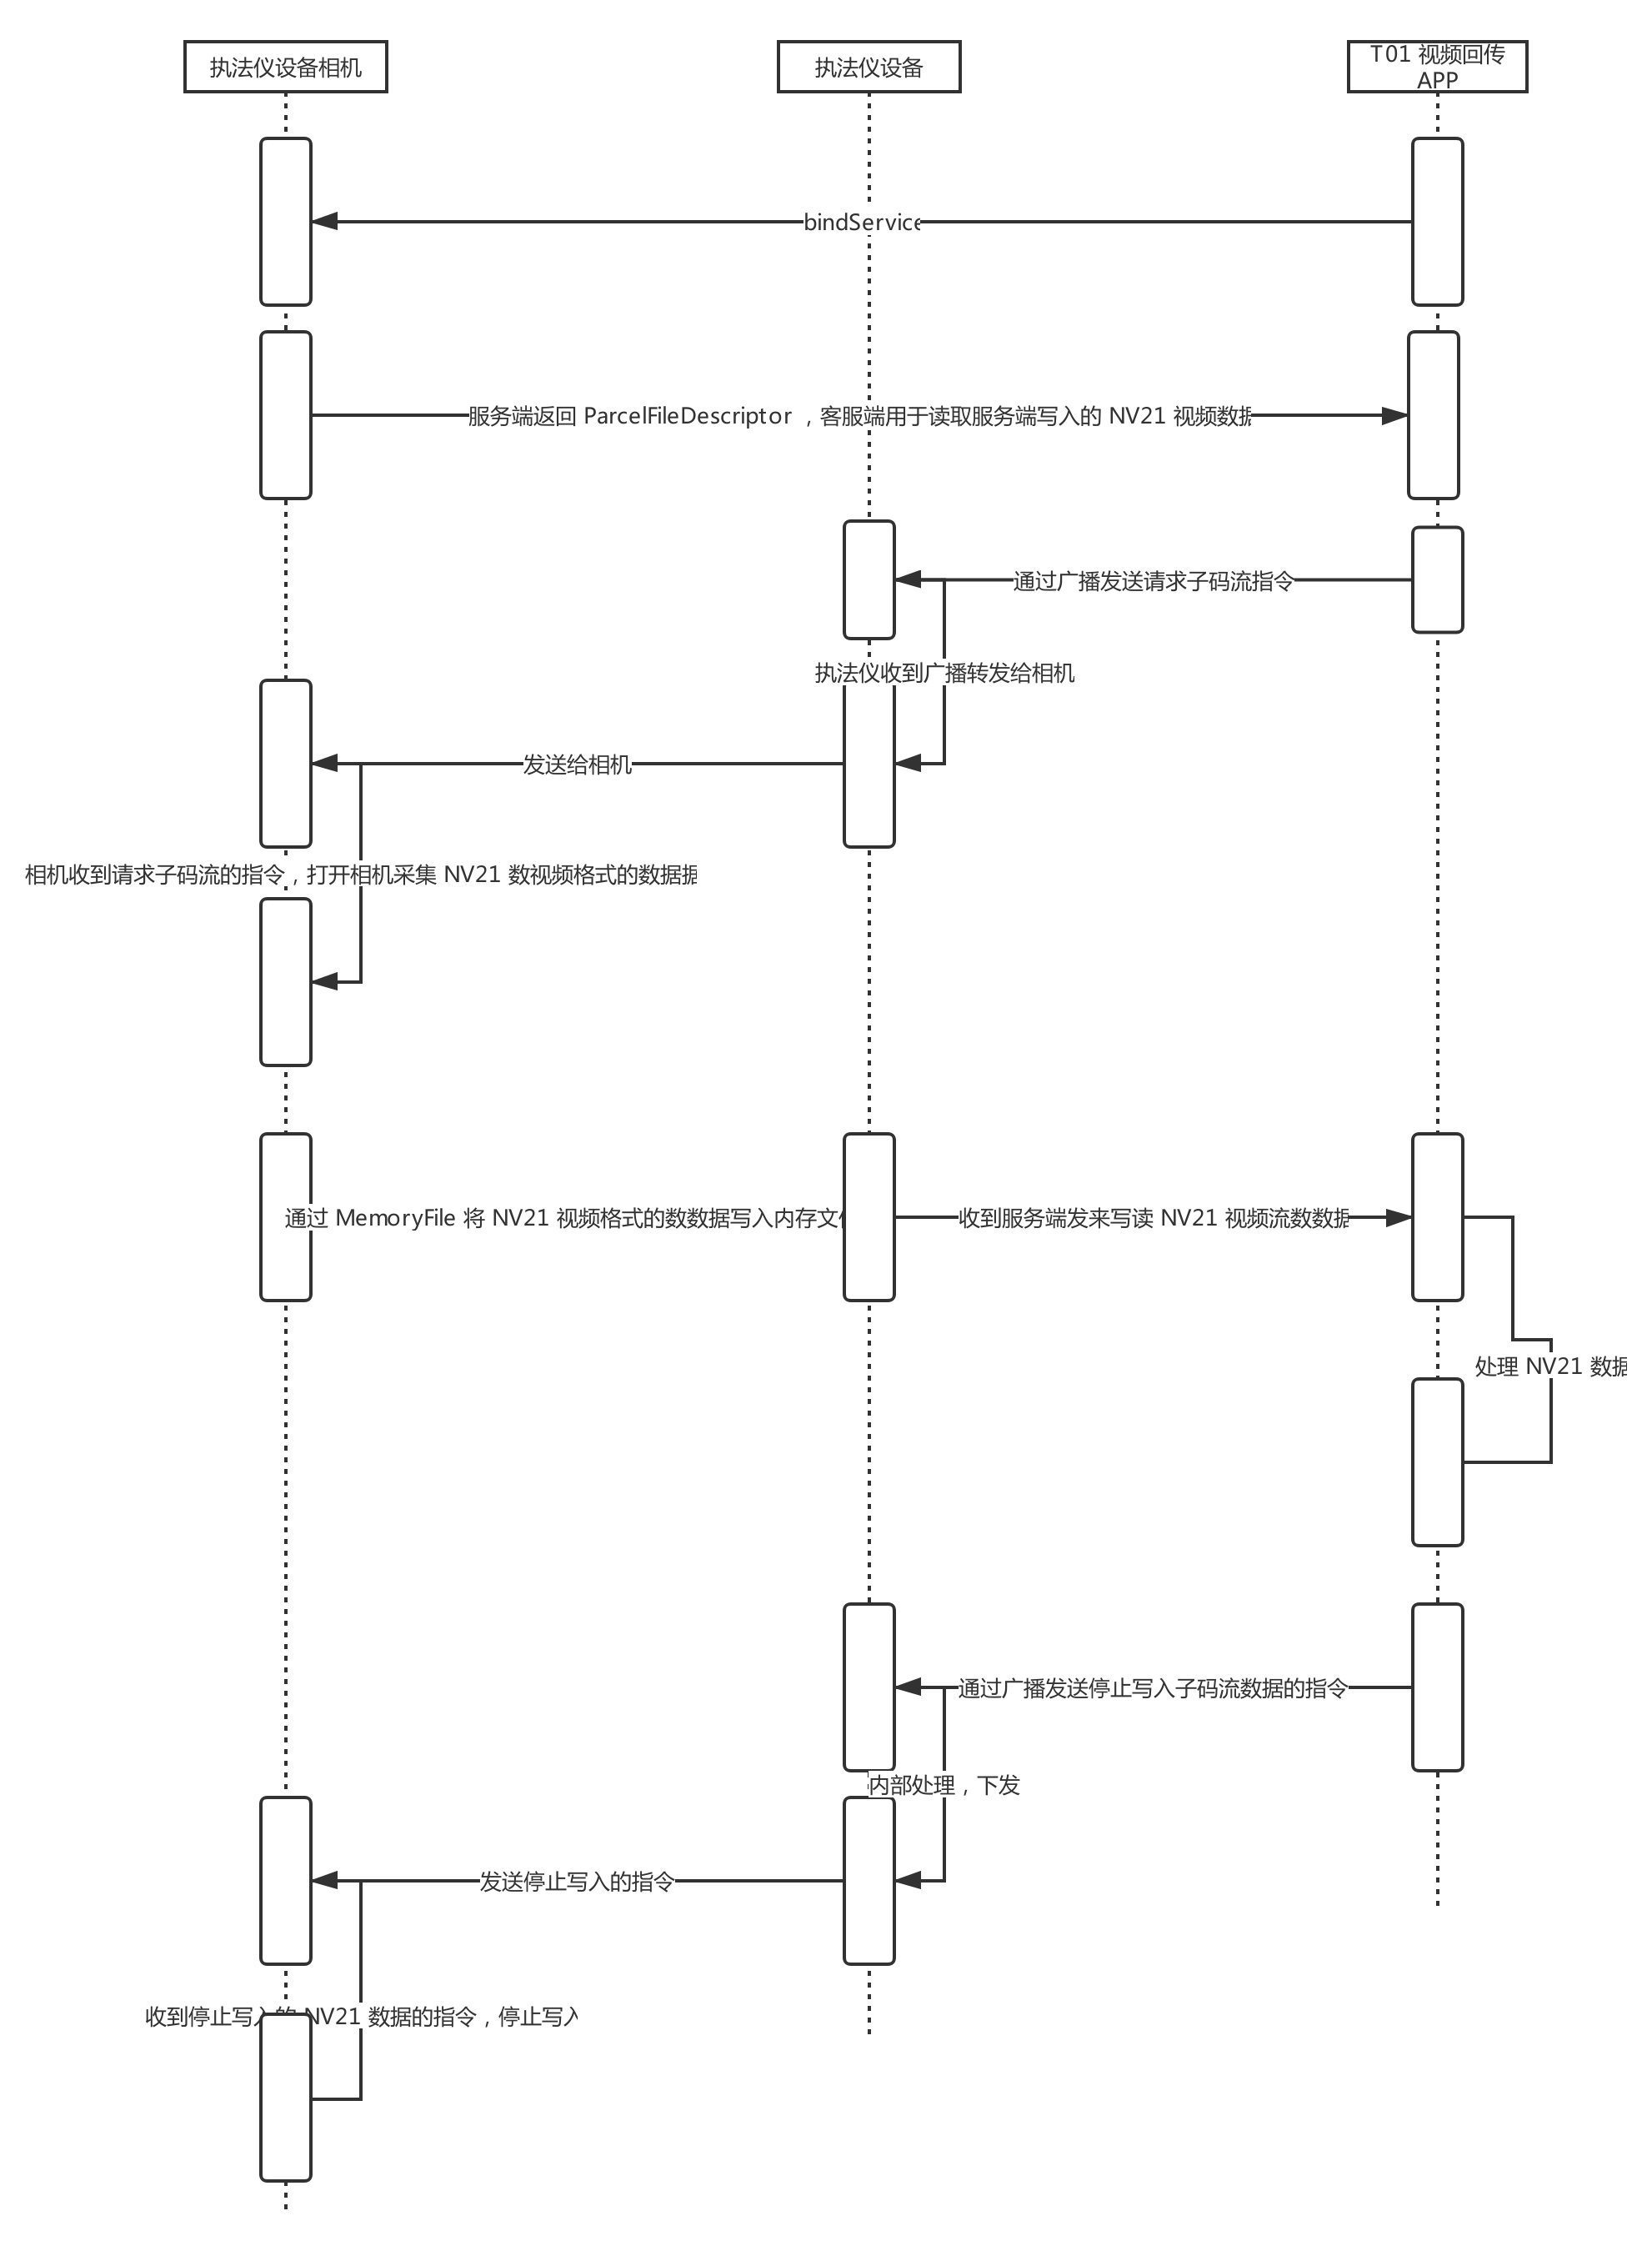 执法仪设备相机
执法仪设备
T01 视频回传
APP
bindService
服务端返回 ParcelFileDescriptor ，客服端用于读取服务端写入的 NV21 视频数据
通过广播发送请求子码流指令
执法仪收到广播转发给相机
发送给相机
相机收到请求子码流的指令，打开相机采集 NV21 数视频格式的数据据
通过 MemoryFile 将 NV21 视频格式的数数据写入内存文件
收到服务端发来写读 NV21 视频流数数据
处理 NV21 数据
通过广播发送停止写入子码流数据的指令
内部处理，下发
发送停止写入的指令
收到停止写入的 NV21 数据的指令，停止写入